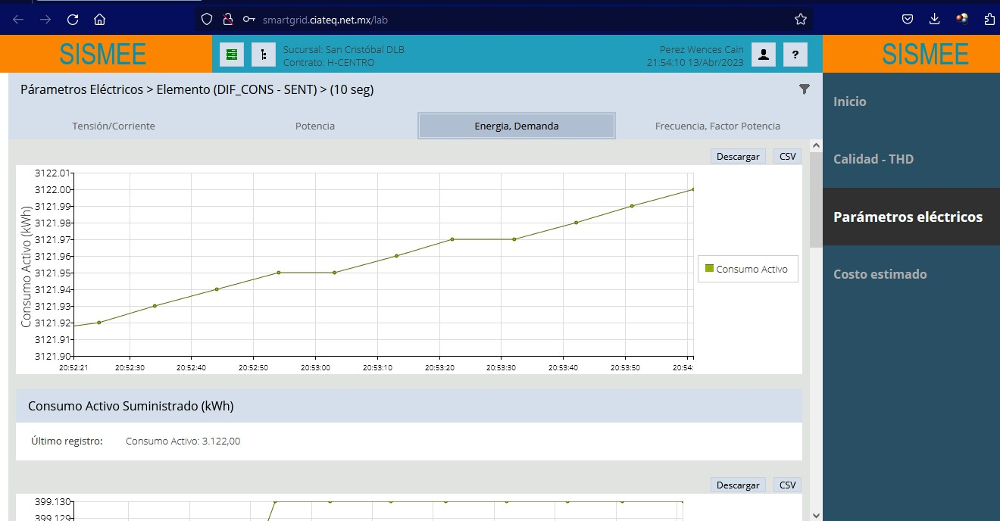 smartgrid.ciateq.net.mx/lab
SISMEE
Sucursal: San Cristóbal DLB
Contrato: H-CENTRO
Perez Wences Cain
21:54:10 13/Abr/2023
?
SISMEE
Párametros Eléctricos > Elemento (DIF_CONS - SENT) > (10 seg)
Tensión/Corriente
Potencia
Energia, Demanda
Frecuencia, Factor Potencia
Inicio
Calidad - THD
Parámetros eléctricos
Costo estimado
Descargar
CSV
Consumo Activo (kWh)
3122.01
3122.00
3121.99
3121.98
3121.97
3121.96
3121.95
3121.94
3121.93
3121.92
3121.91
3121.90
20:52:21 20:52:30 20:52:40 20:52:50 20:53:00 20:53:10 20:53:20 20:53:30 20:53:40 20:53:50 20:54:
Consumo Activo
Consumo Activo Suministrado (kWh)
Último registro: Consumo Activo: 3.122,00
Descargar
CSV
399.130
399.129